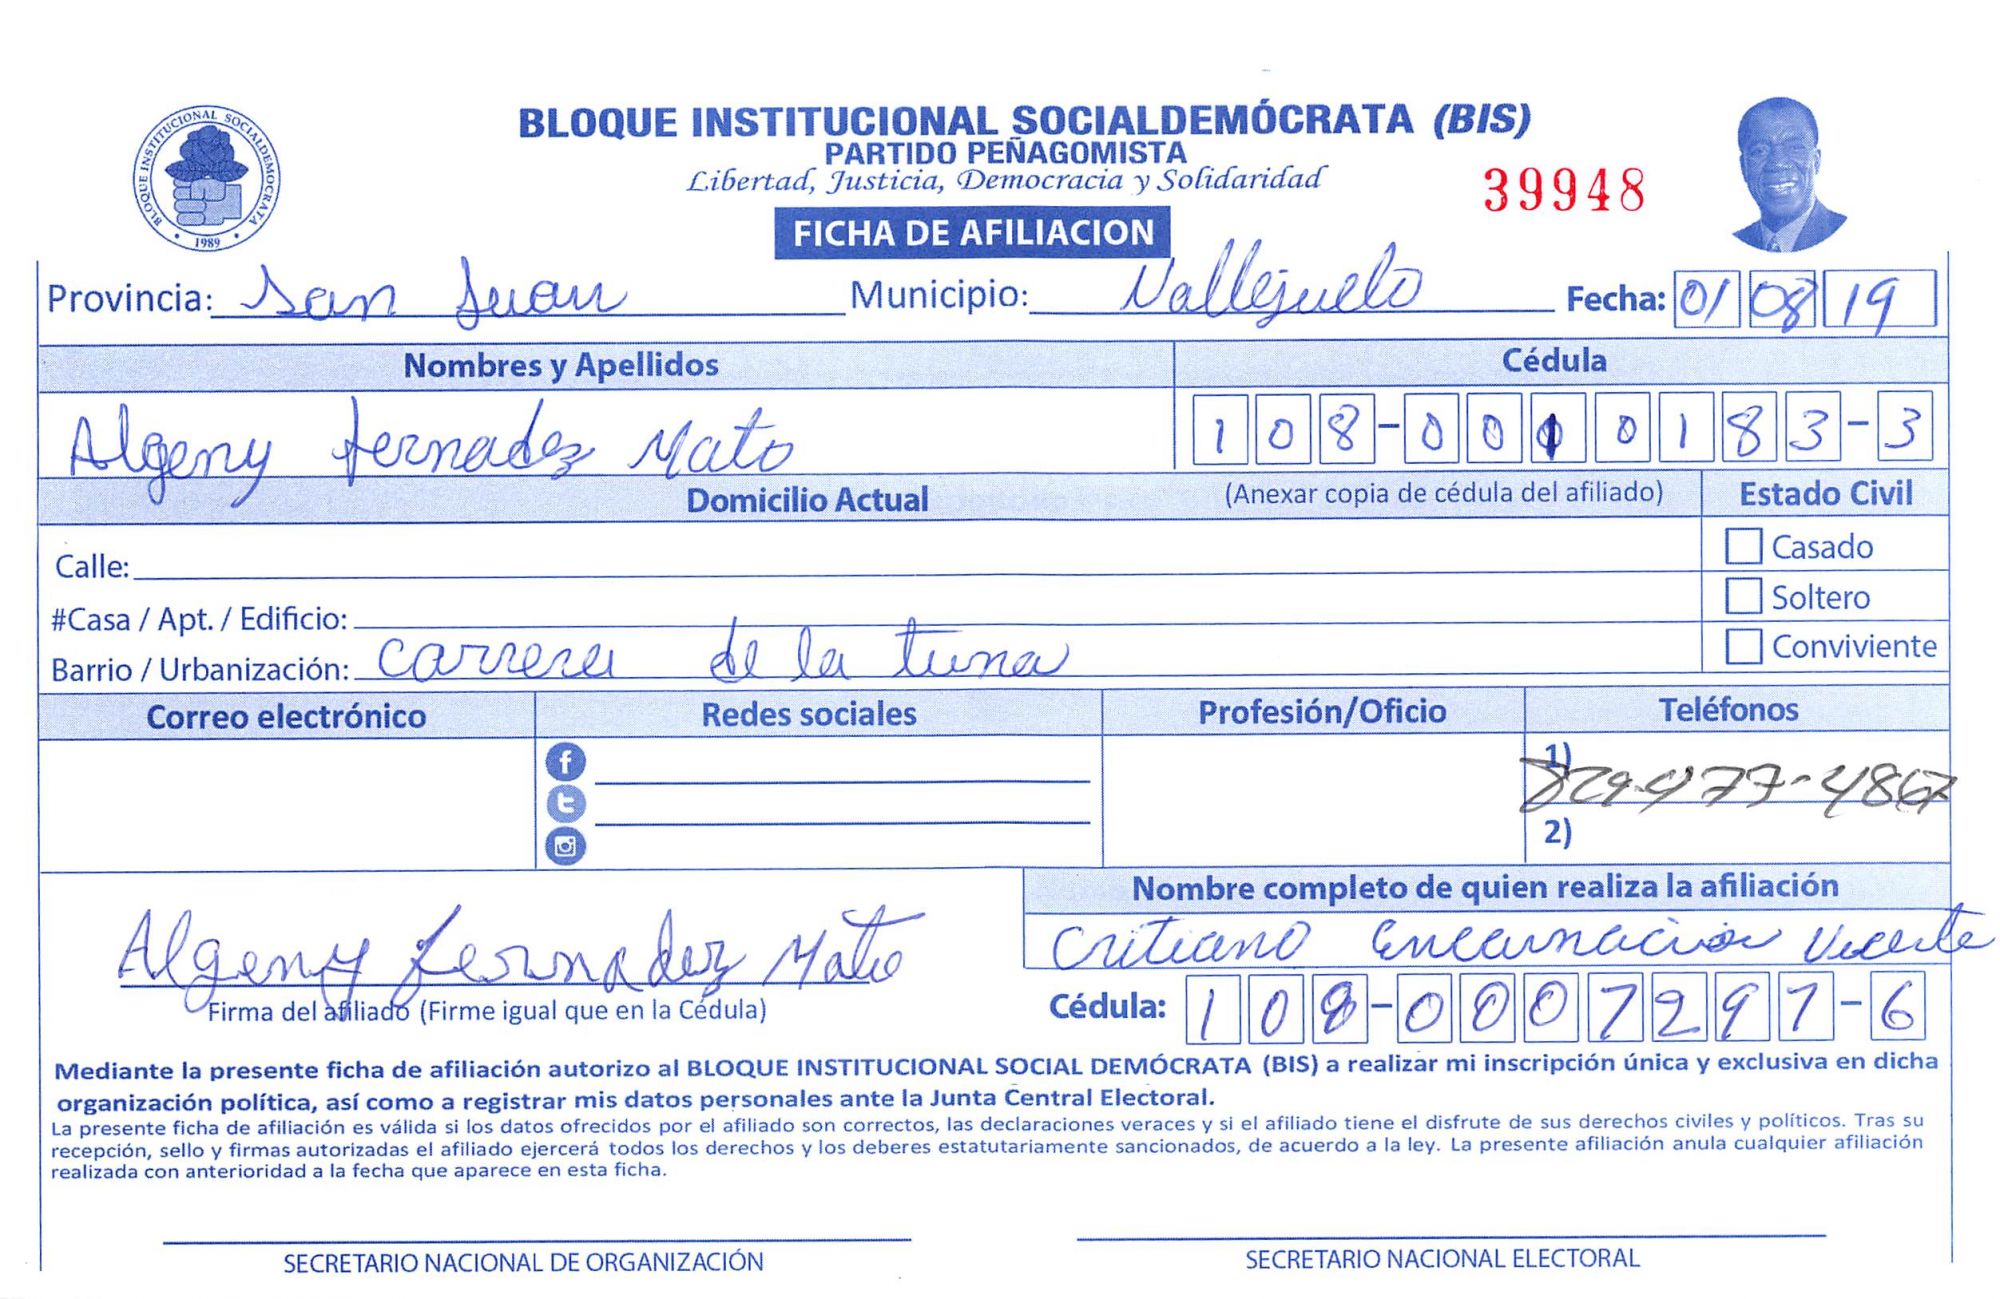 BLOQUE INSTITUCIONAL SOCIALDEMOCRATA
1989
BLOQUE INSTITUCIONAL SOCIALDEMÓCRATA (BIS)
PARTIDO PEÑAGOMISTA
Libertad, Justicia, Democracia y Solidaridad
39948
FICHA DE AFILIACION
Provincia: San Juan Municipio: Vallejuelo Fecha: 01 08 19
Nombres y Apellidos Cédula
Algeny Fernadez Mato 108-0010183-3
Domicilio Actual (Anexar copia de cédula del afiliado) Estado Civil
Calle: Casado
#Casa / Apt. / Edificio: Soltero
Barrio / Urbanización: Carrera de la tuna Conviviente
Correo electrónico Redes sociales Profesión/Oficio Teléfonos
1) 829-977-4867
2)
Nombre completo de quien realiza la afiliación
Critiano Encarnacion Vicente
Algeny Fernadez Mato
Firma del afiliado (Firme igual que en la Cédula) Cédula: 108-0007297-6
Mediante la presente ficha de afiliación autorizo al BLOQUE INSTITUCIONAL SOCIAL DEMÓCRATA (BIS) a realizar mi inscripción única y exclusiva en dicha
organización política, así como a registrar mis datos personales ante la Junta Central Electoral.
La presente ficha de afiliación es válida si los datos ofrecidos por el afiliado son correctos, las declaraciones veraces y si el afiliado tiene el disfrute de sus derechos civiles y políticos. Tras su
recepción, sello y firmas autorizadas el afiliado ejercerá todos los derechos y los deberes estatutariamente sancionados, de acuerdo a la ley. La presente afiliación anula cualquier afiliación
realizada con anterioridad a la fecha que aparece en esta ficha.
SECRETARIO NACIONAL DE ORGANIZACIÓN SECRETARIO NACIONAL ELECTORAL